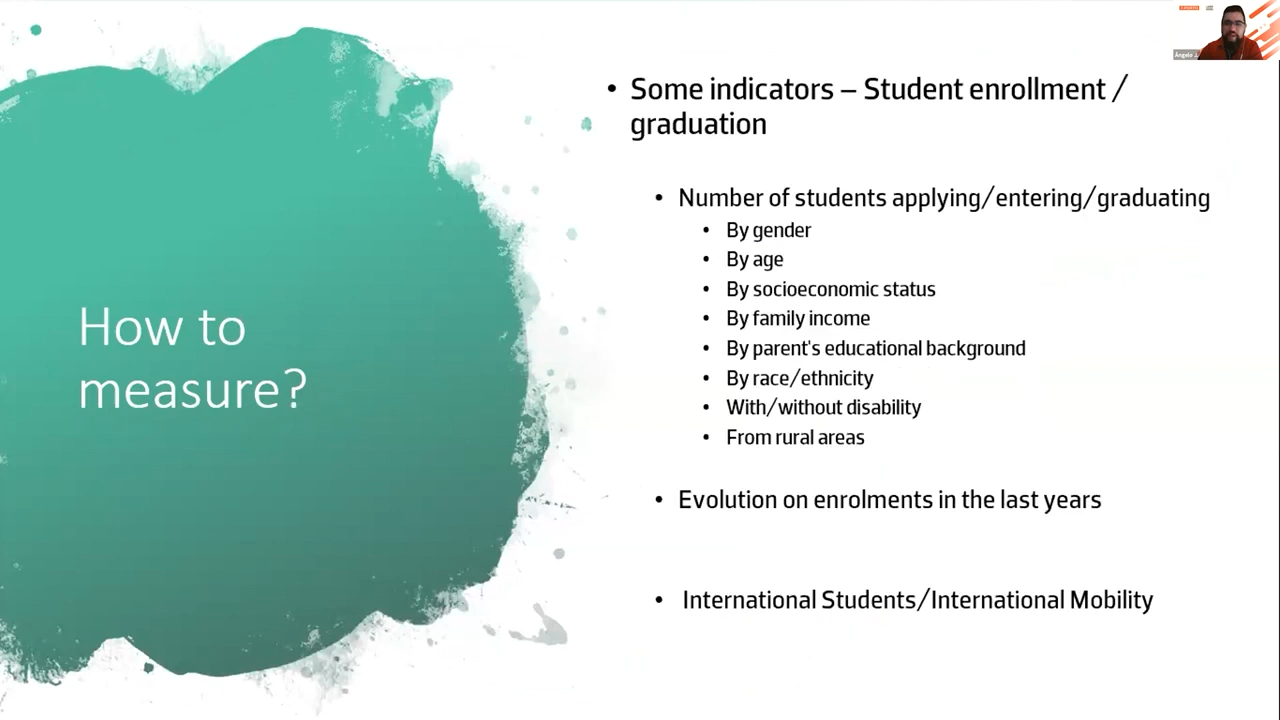 How to
measure?
• Some indicators – Student enrollment /
graduation
• Number of students applying/entering/graduating
• By gender
• By age
• By socioeconomic status
• By family income
• By parent's educational background
• By race/ethnicity
• With/without disability
• From rural areas
• Evolution on enrolments in the last years
• International Students/International Mobility
Angelo J.